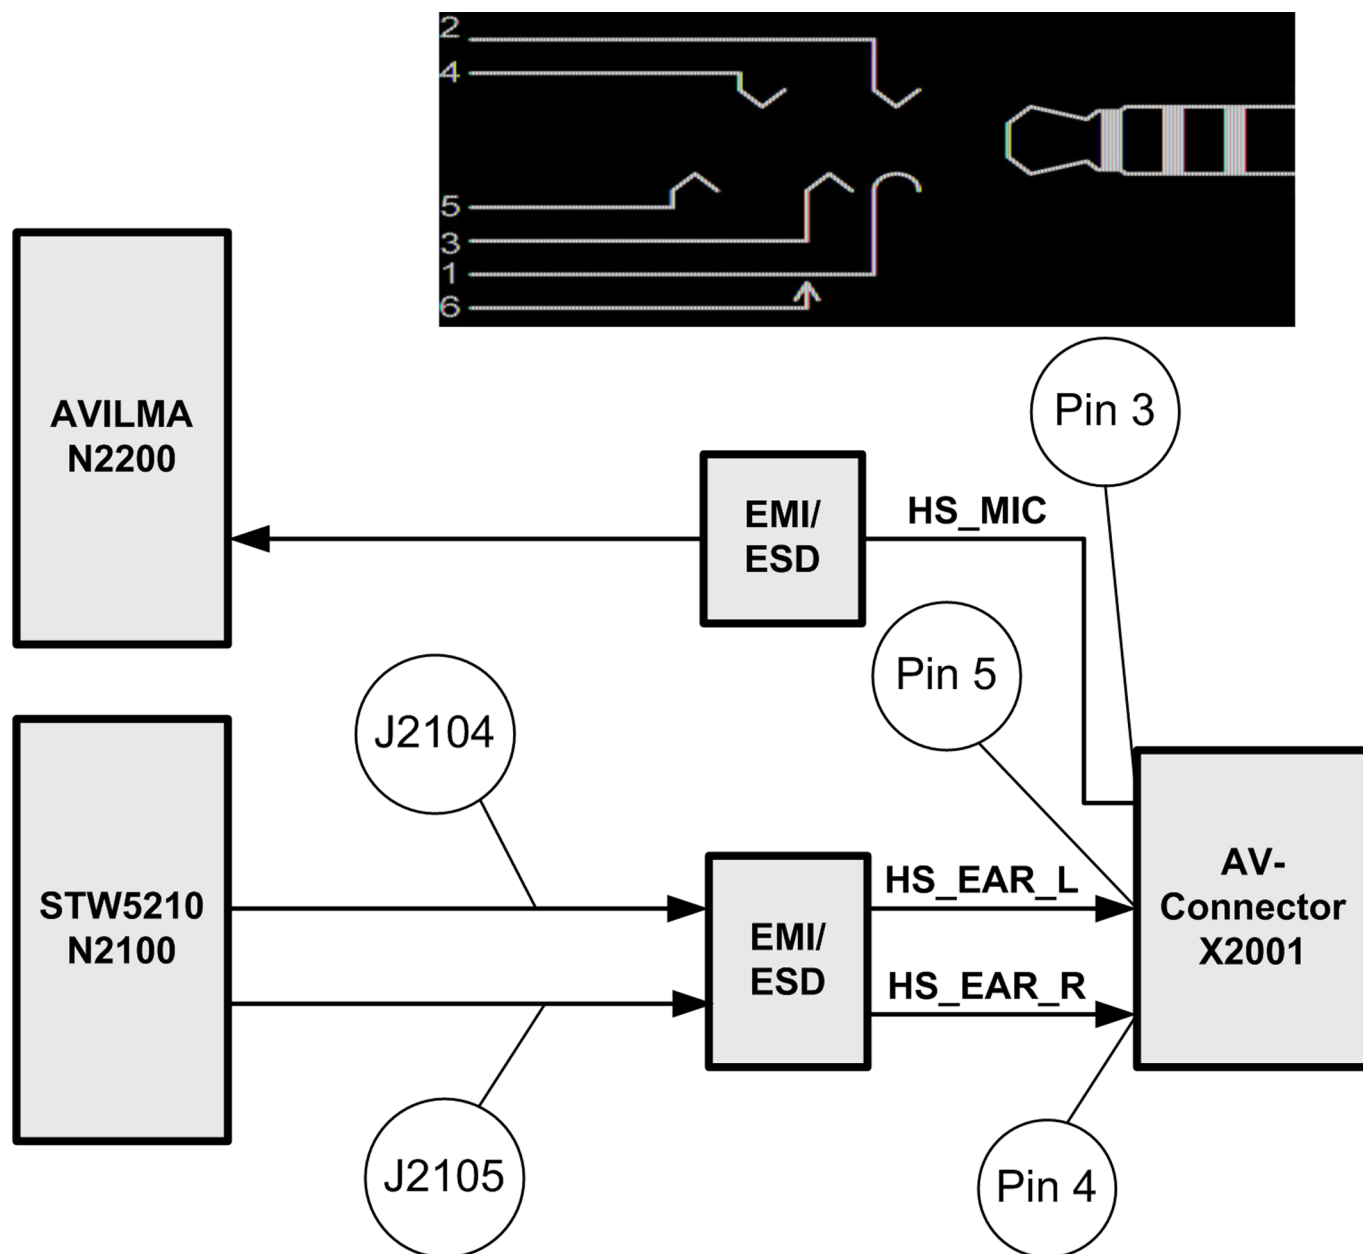 2
4
5
3
1
6
Pin 3
AVILMA
N2200
EMI/
ESD
HS_MIC
Pin 5
J2104
STW5210
N2100
EMI/
ESD
HS_EAR_L
HS_EAR_R
AV-
Connector
X2001
J2105
Pin 4